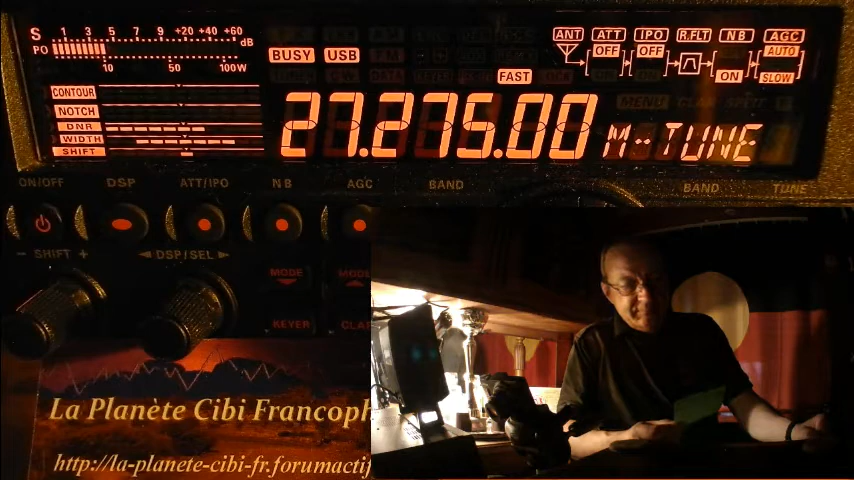 S 1 3 5 7 9 +20 +40 +60 dB
PO 10 50 100W
BUSY USB
FAST
ANT ATT IPO R.FLT NB AGC
OFF OFF AUTO
ON SLOW
CONTOUR
NOTCH
DNR
WIDTH
SHIFT
27.275.00 M-TUNE
MENU
ON/OFF DSP ATT/IPO NB AGC BAND BAND TUNE
- SHIFT + ◀DSP/SEL▶
MODE MODE
KEYER CLAR
La Planète Cibi Francoph
http://la-planete-cibi-fr.forumactif